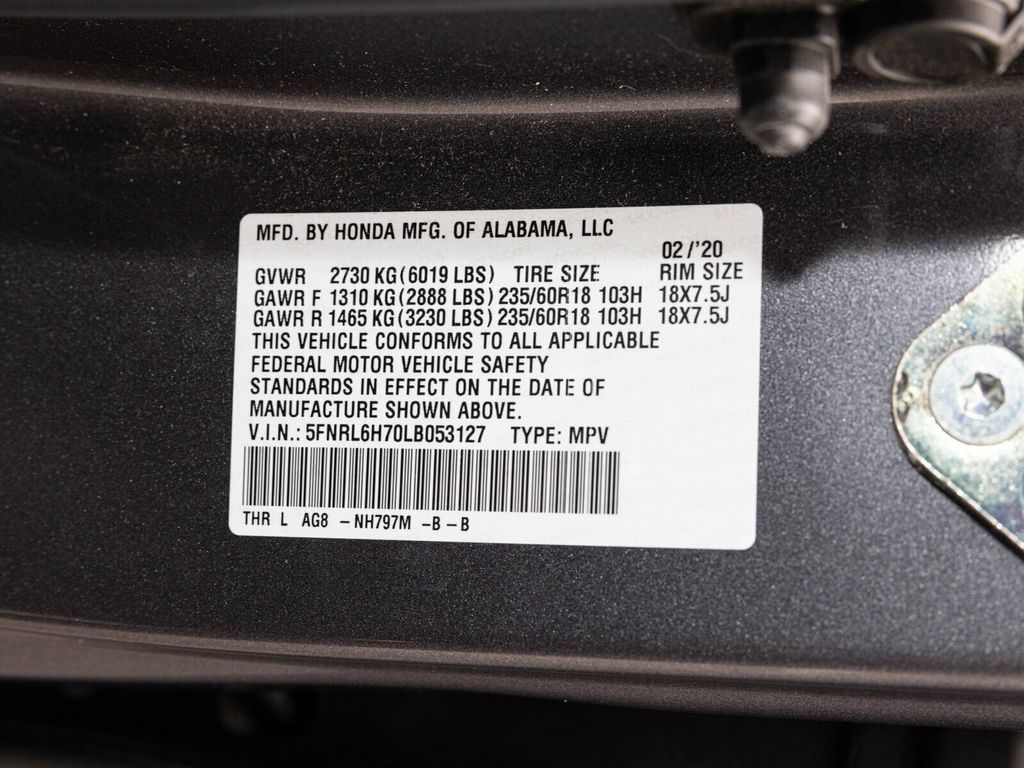 MFD. BY HONDA MFG. OF ALABAMA, LLC
02/'20
GVWR 2730 KG (6019 LBS) TIRE SIZE RIM SIZE
GAWR F 1310 KG (2888 LBS) 235/60R18 103H 18X7.5J
GAWR R 1465 KG (3230 LBS) 235/60R18 103H 18X7.5J
THIS VEHICLE CONFORMS TO ALL APPLICABLE
FEDERAL MOTOR VEHICLE SAFETY
STANDARDS IN EFFECT ON THE DATE OF
MANUFACTURE SHOWN ABOVE.
V.I.N.: 5FNRL6H70LB053127 TYPE: MPV
THR L AG8 -NH797M -B-B